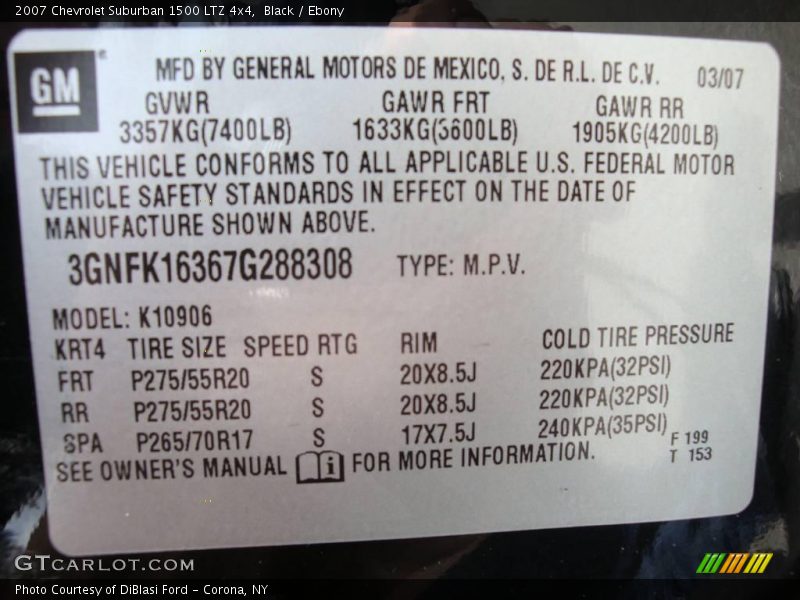 2007 Chevrolet Suburban 1500 LTZ 4x4, Black / Ebony
GM
MFD BY GENERAL MOTORS DE MEXICO, S. DE R.L. DE C.V. 03/07
GVWR GAWR FRT GAWR RR
3357KG(7400LB) 1633KG(3600LB) 1905KG(4200LB)
THIS VEHICLE CONFORMS TO ALL APPLICABLE U.S. FEDERAL MOTOR
VEHICLE SAFETY STANDARDS IN EFFECT ON THE DATE OF
MANUFACTURE SHOWN ABOVE.
3GNFK16367G288308 TYPE: M.P.V.
MODEL: K10906
KRT4 TIRE SIZE SPEED RTG RIM COLD TIRE PRESSURE
FRT P275/55R20 S 20X8.5J 220KPA(32PSI)
RR P275/55R20 S 20X8.5J 220KPA(32PSI)
SPA P265/70R17 S 17X7.5J 240KPA(35PSI)
SEE OWNER'S MANUAL FOR MORE INFORMATION.
F 199
T 153
GTCARLOT.COM
Photo Courtesy of DiBlasi Ford - Corona, NY